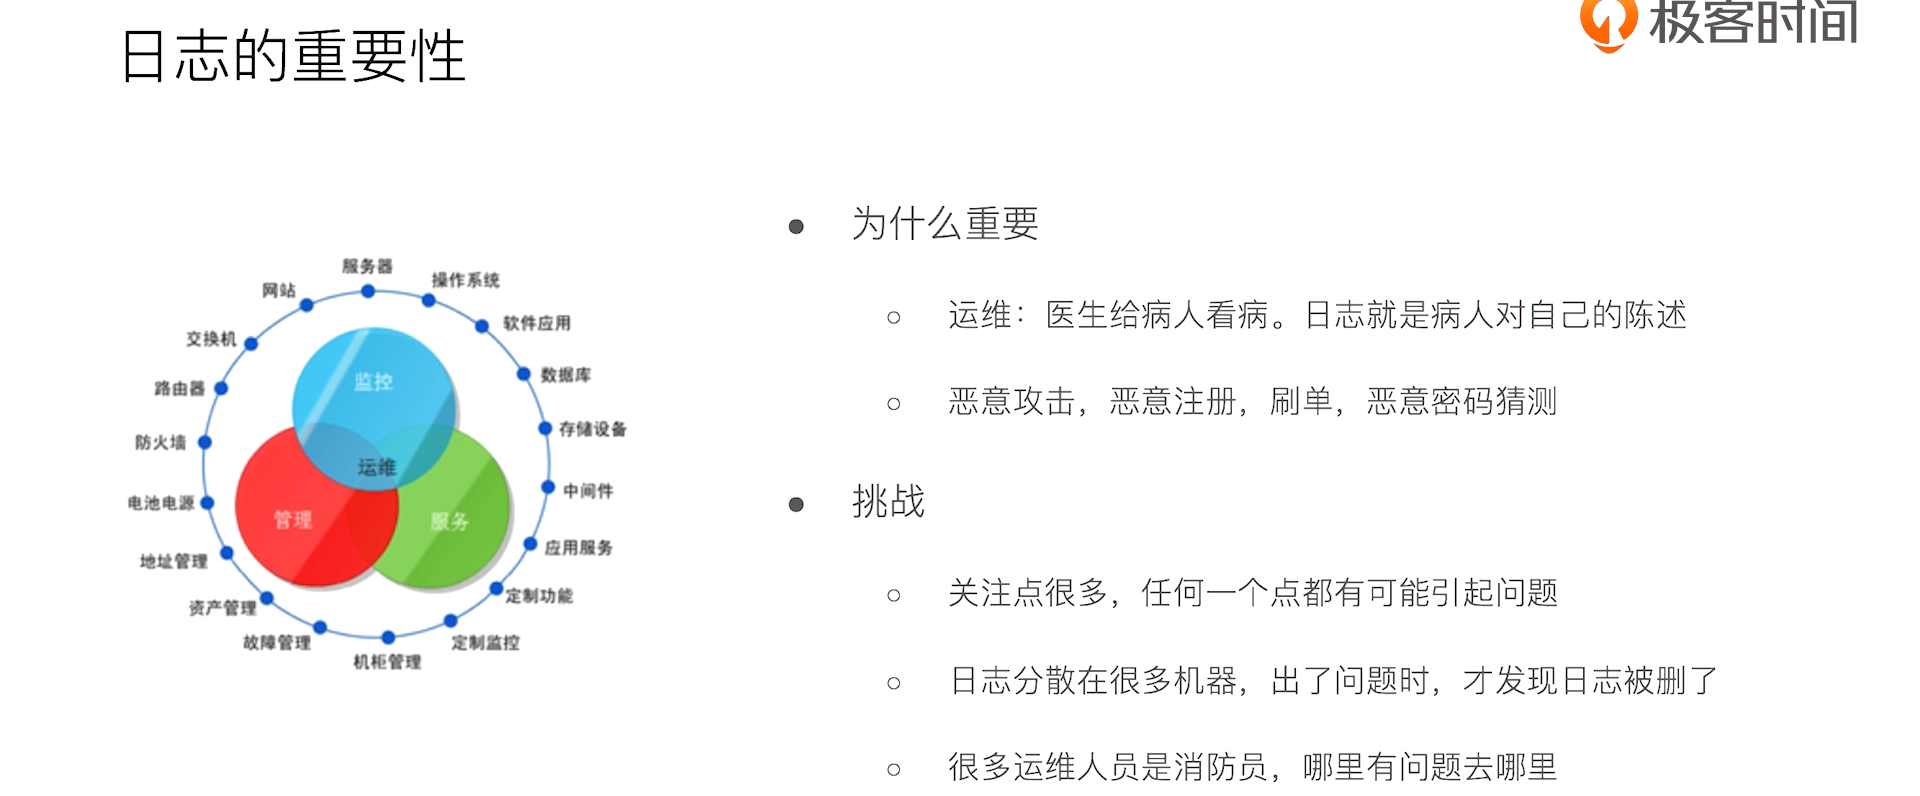 日志的重要性
极客时间
服务器
操作系统
软件应用
数据库
存储设备
中间件
应用服务
定制功能
定制监控
机柜管理
故障管理
资产管理
地址管理
电池电源
防火墙
路由器
交换机
网站
监控
运维
管理
服务
为什么重要
运维：医生给病人看病。日志就是病人对自己的陈述
恶意攻击，恶意注册，刷单，恶意密码猜测
挑战
关注点很多，任何一个点都有可能引起问题
日志分散在很多机器，出了问题时，才发现日志被删了
很多运维人员是消防员，哪里有问题去哪里